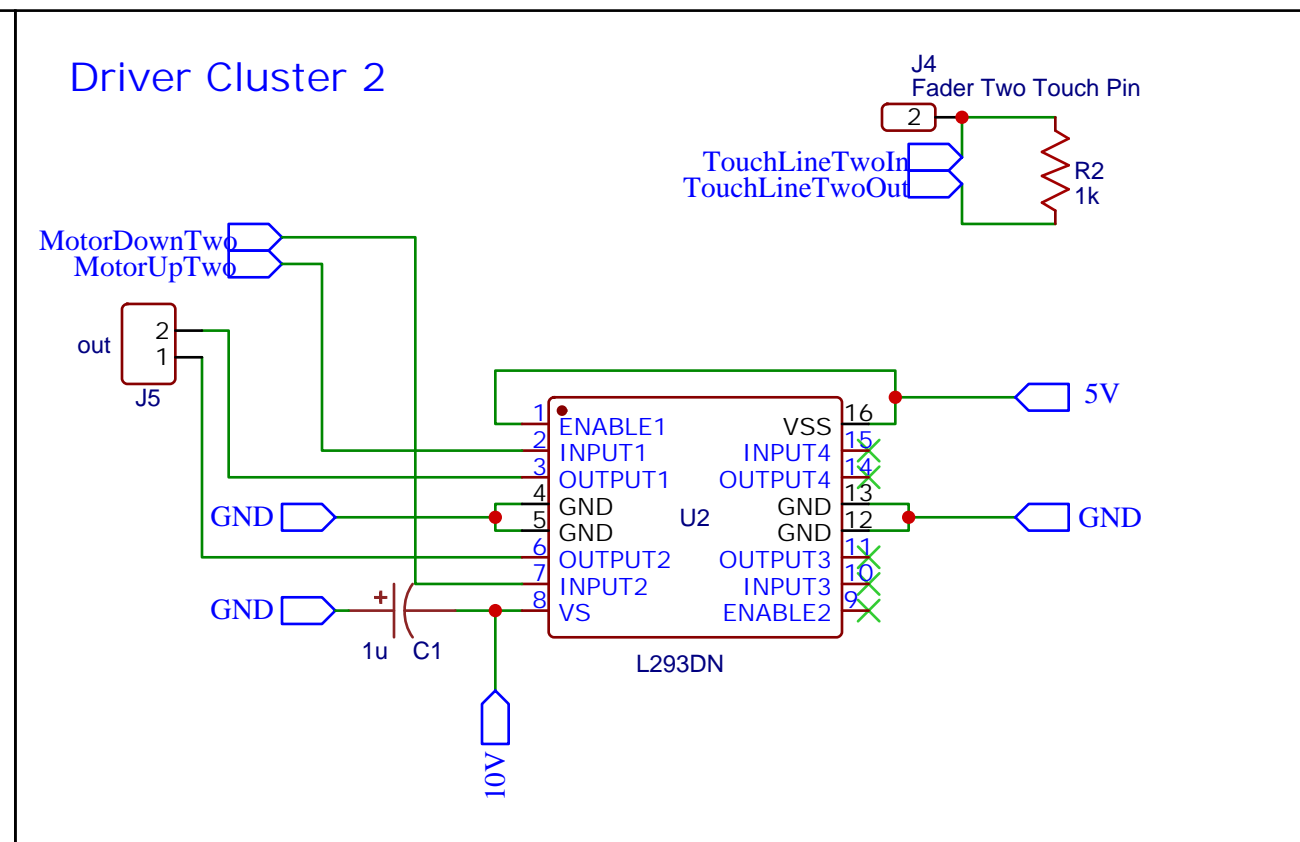 Driver Cluster 2
J4
Fader Two Touch Pin
2
TouchLineTwoIn
TouchLineTwoOut
R2
1k
MotorDownTwo
MotorUpTwo
out
2
1
J5
5V
1 ENABLE1
2 INPUT1
3 OUTPUT1
4 GND
5 GND
6 OUTPUT2
7 INPUT2
8 VS
VSS 16
INPUT4 15
OUTPUT4 14
GND 13
GND 12
OUTPUT3 11
INPUT3 10
ENABLE2 9
U2
L293DN
GND
GND
GND
+
1u
C1
10V